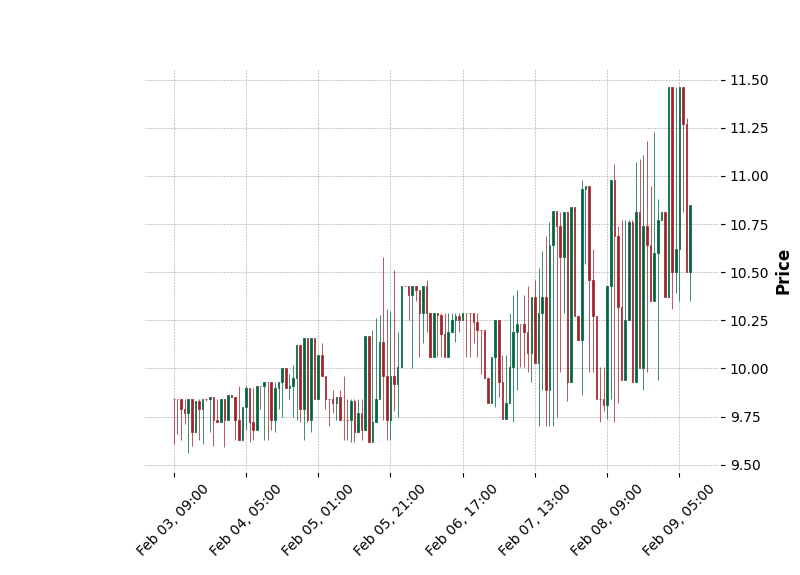 11.50
11.25
11.00
10.75
10.50
10.25
10.00
9.75
9.50
Price
Feb 03, 09:00
Feb 04, 05:00
Feb 05, 01:00
Feb 05, 21:00
Feb 06, 17:00
Feb 07, 13:00
Feb 08, 09:00
Feb 09, 05:00